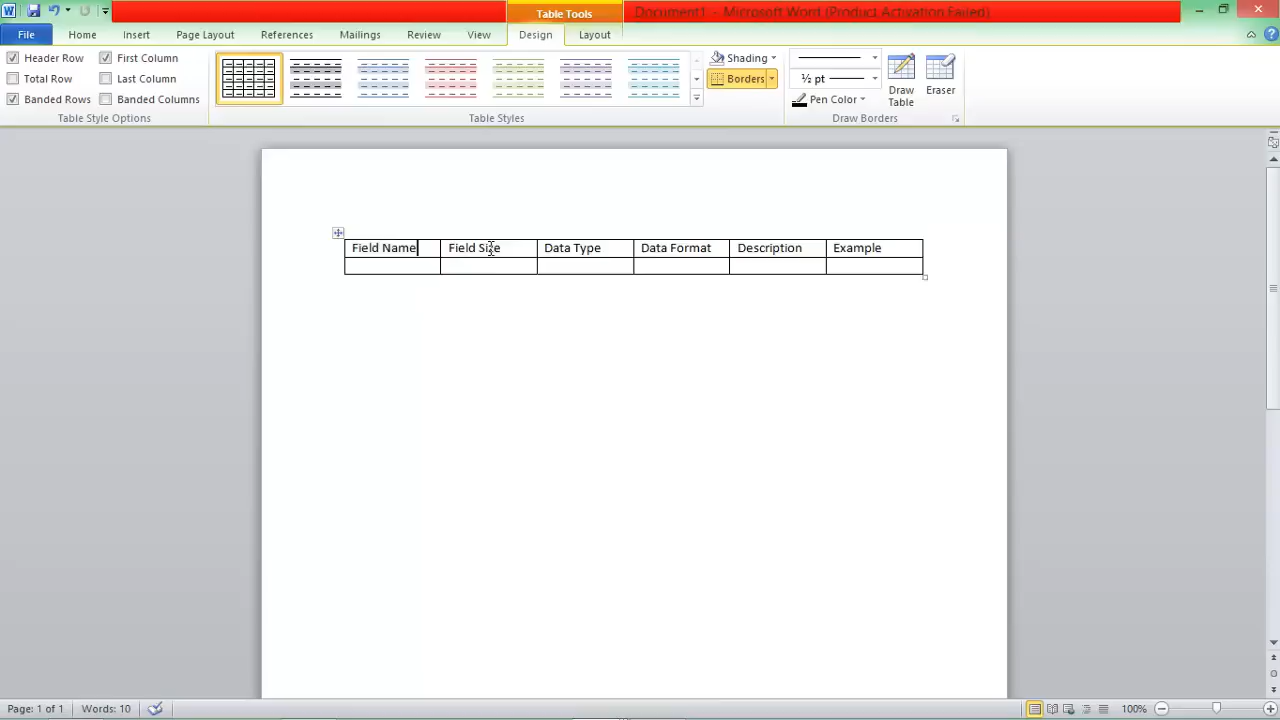 Table Tools
Document1 - Microsoft Word (Product Activation Failed)
File Home Insert Page Layout References Mailings Review View Design Layout
Header Row First Column
Total Row Last Column
Banded Rows Banded Columns
Table Style Options
Table Styles
Shading
Borders
½ pt
Pen Color
Draw Table
Eraser
Draw Borders
Field Name Field Size Data Type Data Format Description Example
Page: 1 of 1 Words: 10 100%